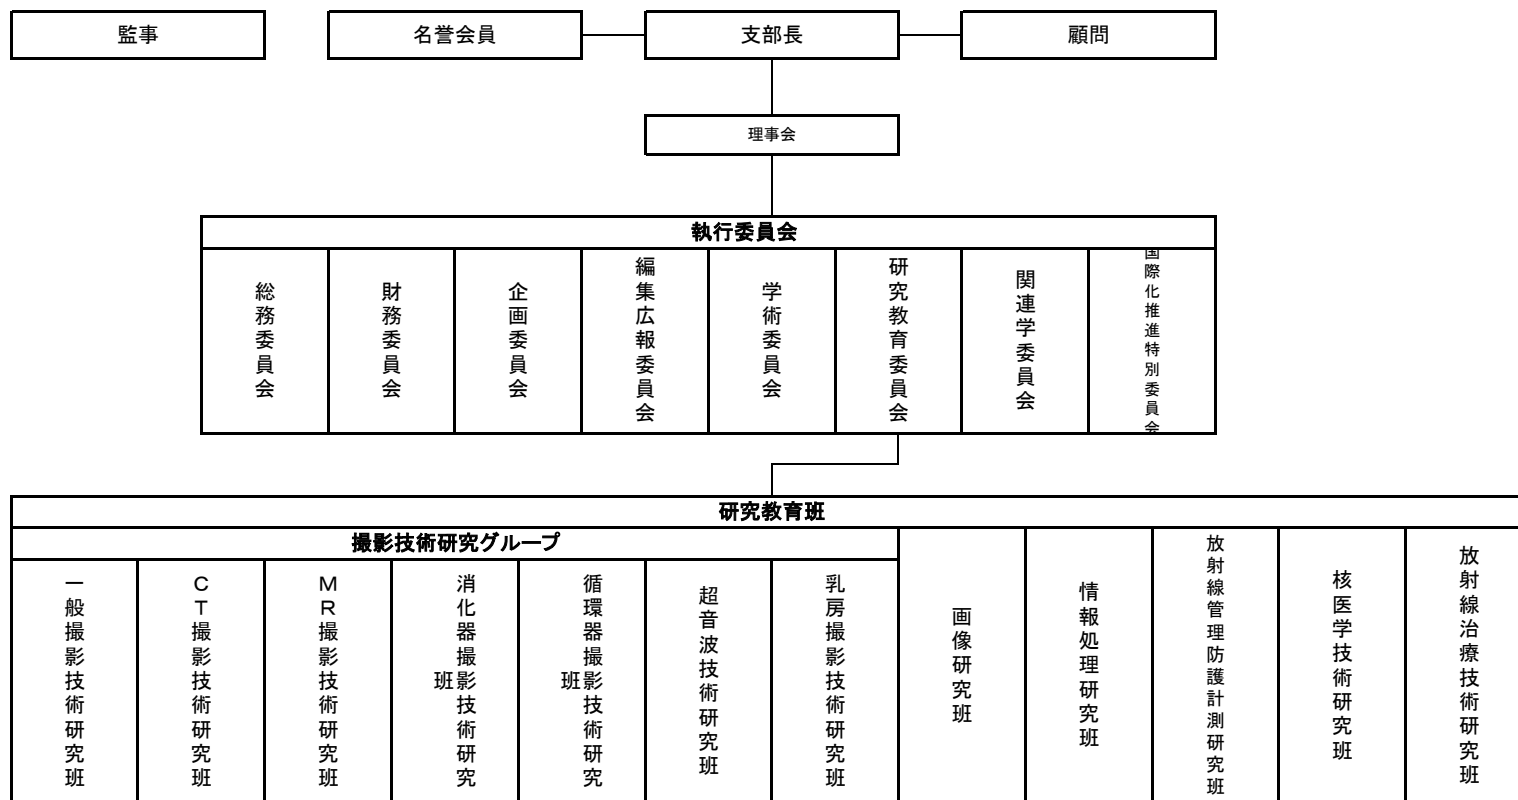 監事
名誉会員
支部長
顧問
理事会
執行委員会
総務委員会
財務委員会
企画委員会
編集広報委員会
学術委員会
研究教育委員会
関連学委員会
国際化推進特別委員会
研究教育班
撮影技術研究グループ
一般撮影技術研究班
ＣＴ撮影技術研究班
ＭＲ撮影技術研究班
消化器撮影技術研究
班
循環器撮影技術研究
班
超音波技術研究班
乳房撮影技術研究班
画像研究班
情報処理研究班
放射線管理防護計測研究班
核医学技術研究班
放射線治療技術研究班